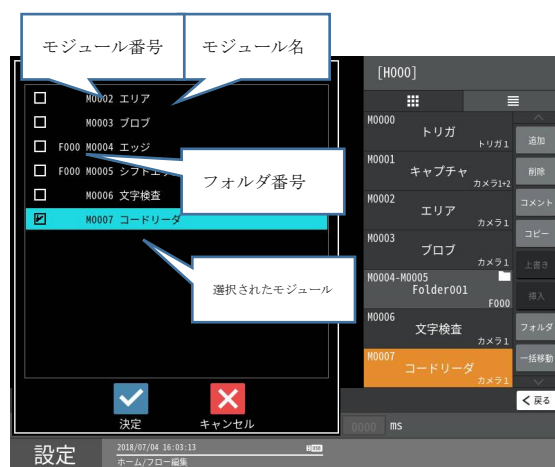 モジュール番号
モジュール名
M0002 エリア
M0003 ブロブ
F000 M0004 エッジ
F000 M0005 シフトエッ
M0006 文字検査
M0007 コードリーダ
フォルダ番号
選択されたモジュール
決定
キャンセル
[H000]
M0000
トリガ
トリガ1
M0001
キャプチャ
カメラ1+2
M0002
エリア
カメラ1
M0003
ブロブ
カメラ1
M0004-M0005
Folder001
F000
M0006
文字検査
カメラ1
M0007
コードリーダ
カメラ1
追加
削除
コメント
コピー
上書き
挿入
フォルダ
一括移動
戻る
0000 ms
設定
2018/07/04 16:03:13
ホーム/フロー編集